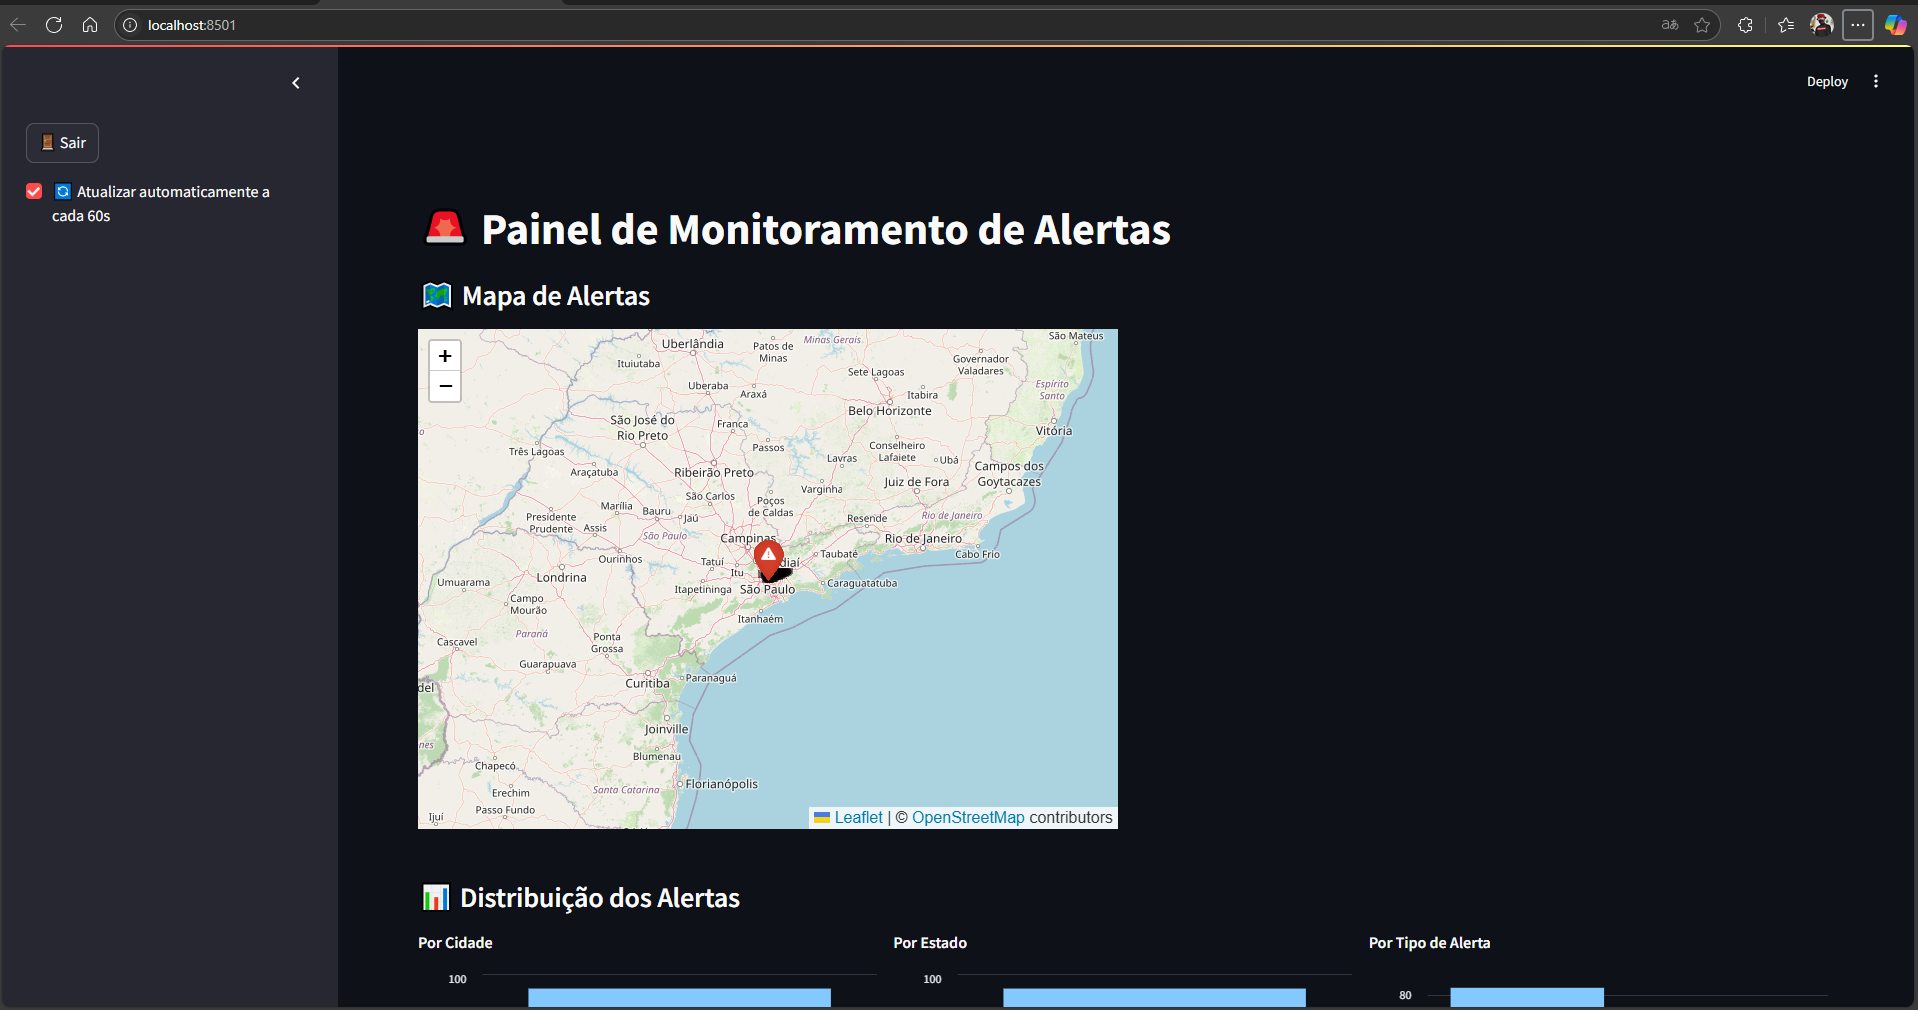 localhost:8501
Deploy
Sair
Atualizar automaticamente a
cada 60s
Painel de Monitoramento de Alertas
Mapa de Alertas
+
−
São Mateus
Uberlândia
Patos de
Minas
Minas Gerais
Ituiutaba
Governador
Valadares
Sete Lagoas
Uberaba
Araxá
Espírito
Santo
Itabira
Belo Horizonte
São José do
Rio Preto
Franca
Vitória
Passos
Conselheiro
Lafaiete
Três Lagoas
Lavras
Ubá
Campos dos
Goytacazes
Araçatuba
Ribeirão Preto
Juiz de Fora
Varginha
São Carlos
Poços
de Caldas
Marília
Bauru
Jaú
Presidente
Prudente
Assis
Resende
Rio de Janeiro
São Paulo
Campinas
Rio de Janeiro
Cabo Frio
Taubaté
Ourinhos
Tatuí
diaí
Itu
Londrina
Umuarama
Itapetininga
São Paulo
Caraguatatuba
Campo
Mourão
Itanhaém
Paraná
Ponta
Grossa
Cascavel
Guarapuava
Curitiba
Paranaguá
del
Joinville
nes
Blumenau
Chapecó
Florianópolis
Santa Catarina
Erechim
Passo Fundo
Ijuí
Leaflet | © OpenStreetMap contributors
Distribuição dos Alertas
Por Cidade
Por Estado
Por Tipo de Alerta
100
100
80